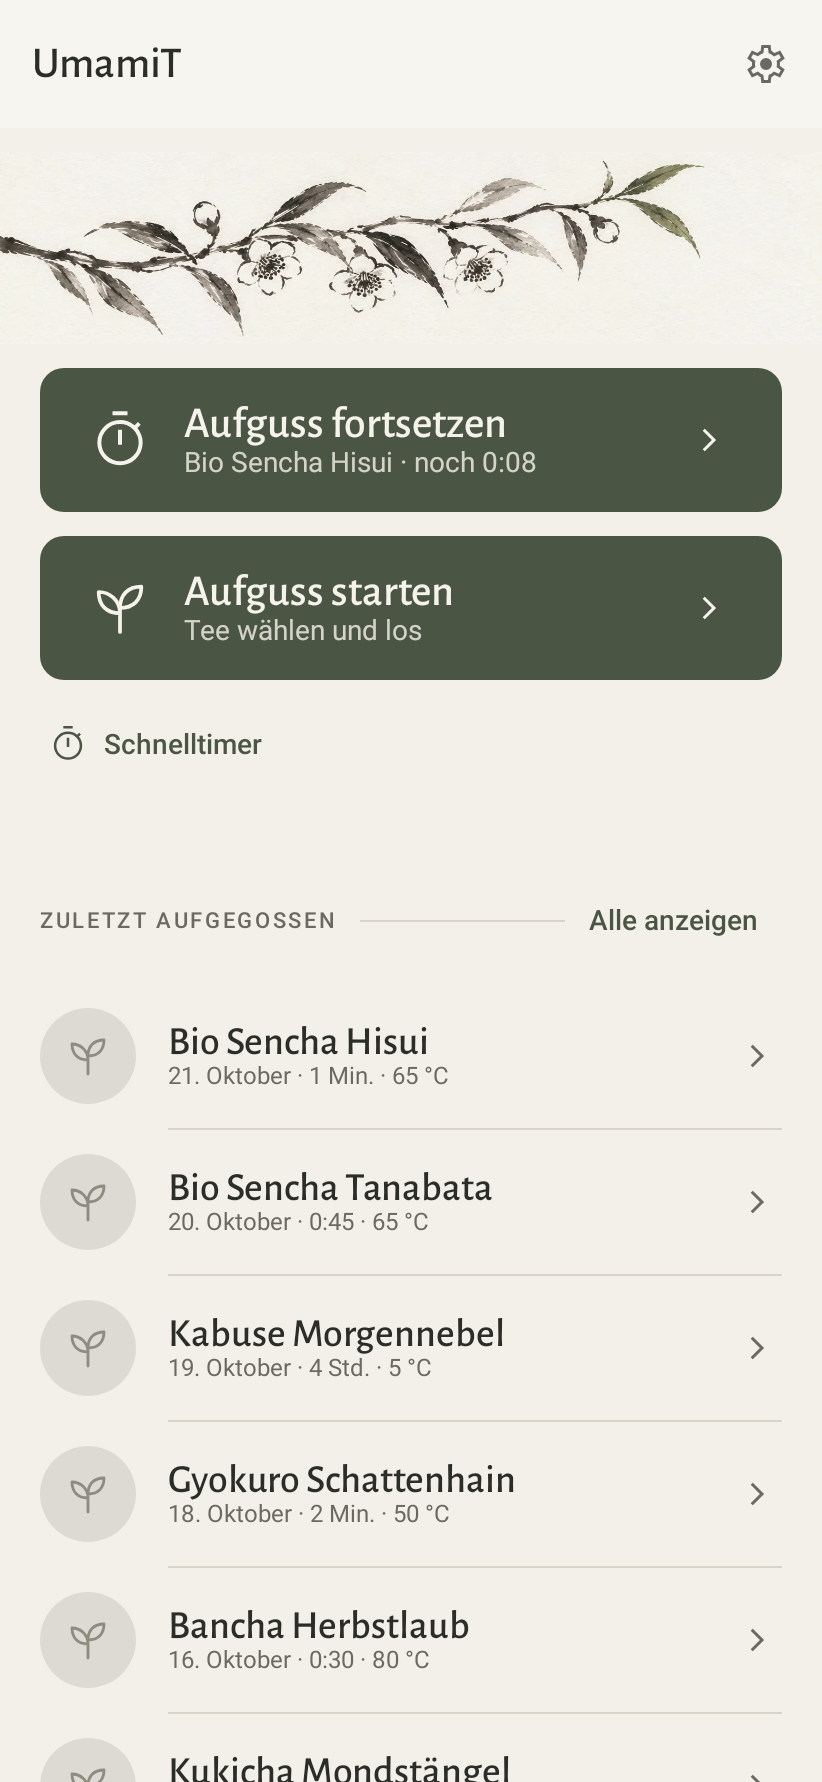 UmamiT
Aufguss fortsetzen
Bio Sencha Hisui · noch 0:08
Aufguss starten
Tee wählen und los
Schnelltimer
ZULETZT AUFGEGOSSEN
Alle anzeigen
Bio Sencha Hisui
21. Oktober · 1 Min. · 65 °C
Bio Sencha Tanabata
20. Oktober · 0:45 · 65 °C
Kabuse Morgennebel
19. Oktober · 4 Std. · 5 °C
Gyokuro Schattenhain
18. Oktober · 2 Min. · 50 °C
Bancha Herbstlaub
16. Oktober · 0:30 · 80 °C
Kukicha Mondstängel